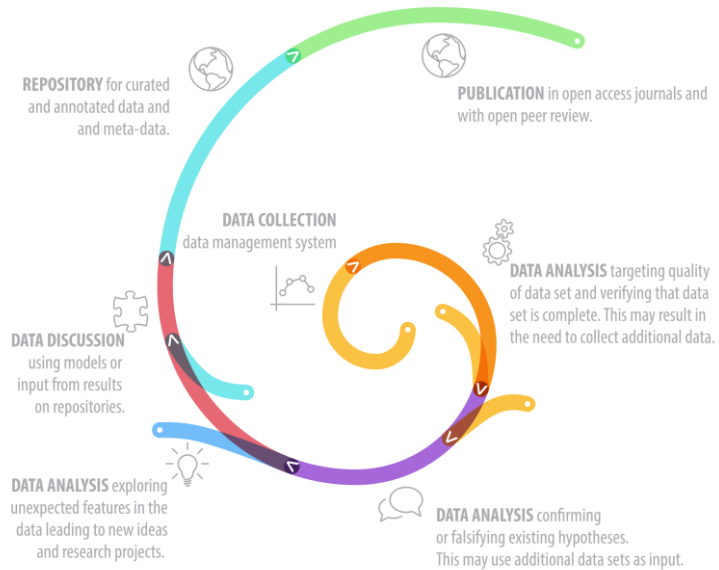 REPOSITORY for curated
and annotated data and
and meta-data.
PUBLICATION in open access journals and
with open peer review.
DATA COLLECTION
data management system
DATA ANALYSIS targeting quality
of data set and verifying that data
set is complete. This may result in
the need to collect additional data.
DATA DISCUSSION
using models or
input from results
on repositories.
DATA ANALYSIS exploring
unexpected features in the
data leading to new ideas
and research projects.
DATA ANALYSIS confirming
or falsifying existing hypotheses.
This may use additional data sets as input.